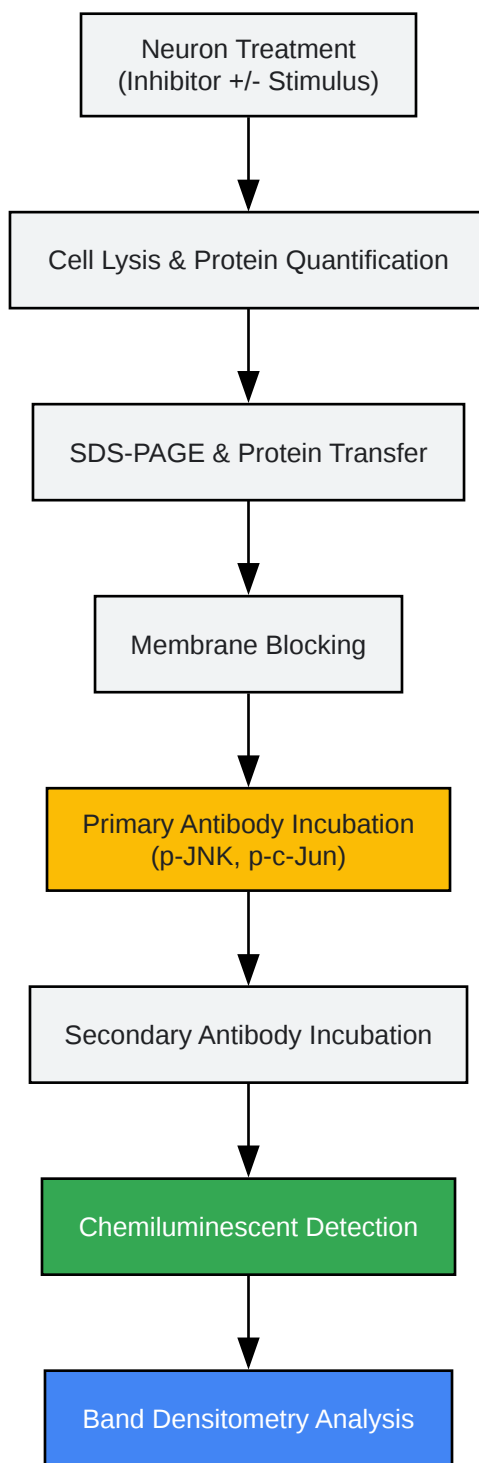 Neuron Treatment
(Inhibitor +/- Stimulus)
Cell Lysis & Protein Quantification
SDS-PAGE & Protein Transfer
Membrane Blocking
Primary Antibody Incubation
(p-JNK, p-c-Jun)
Secondary Antibody Incubation
Chemiluminescent Detection
Band Densitometry Analysis